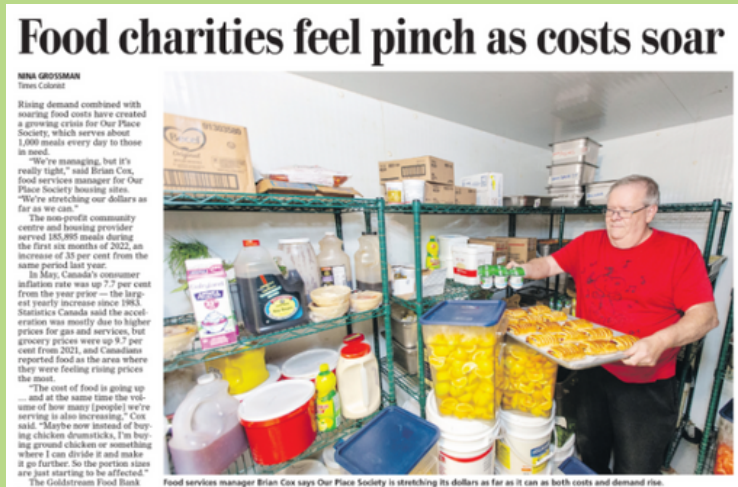 Food charities feel pinch as costs soar
NINA GROSSMAN
Times Colonist
Rising demand combined with
soaring food costs have created
a growing crisis for Our Place
Society, which serves about
1,000 meals every day to those
in need.
“We’re managing, but it’s
really tight,” said Brian Cox,
food services manager for Our
Place Society housing sites.
“We’re stretching our dollars as
far as we can.”
The non-profit community
centre and housing provider
served 185,895 meals during
the first six months of 2022, an
increase of 35 per cent from the
same period last year.
In May, Canada’s consumer
inflation rate was up 7.7 per cent
from the year prior — the larg-
est yearly increase since 1983.
Statistics Canada said the accel-
eration was mostly due to higher
prices for gas and services, but
grocery prices were up 9.7 per
cent from 2021, and Canadians
reported food as the area where
they were feeling rising prices
the most.
“The cost of food is going up
... and at the same time the vol-
ume of how many [people] we’re
serving is also increasing,” Cox
said. “Maybe now instead of buy-
ing chicken drumsticks, I’m buy-
ing ground chicken or something
where I can divide it and make
it go further. So the portion sizes
are just starting to be affected.”
The Goldstream Food Bank
Becel
Food services manager Brian Cox says Our Place Society is stretching its dollars as far as it can as both costs and demand rise.